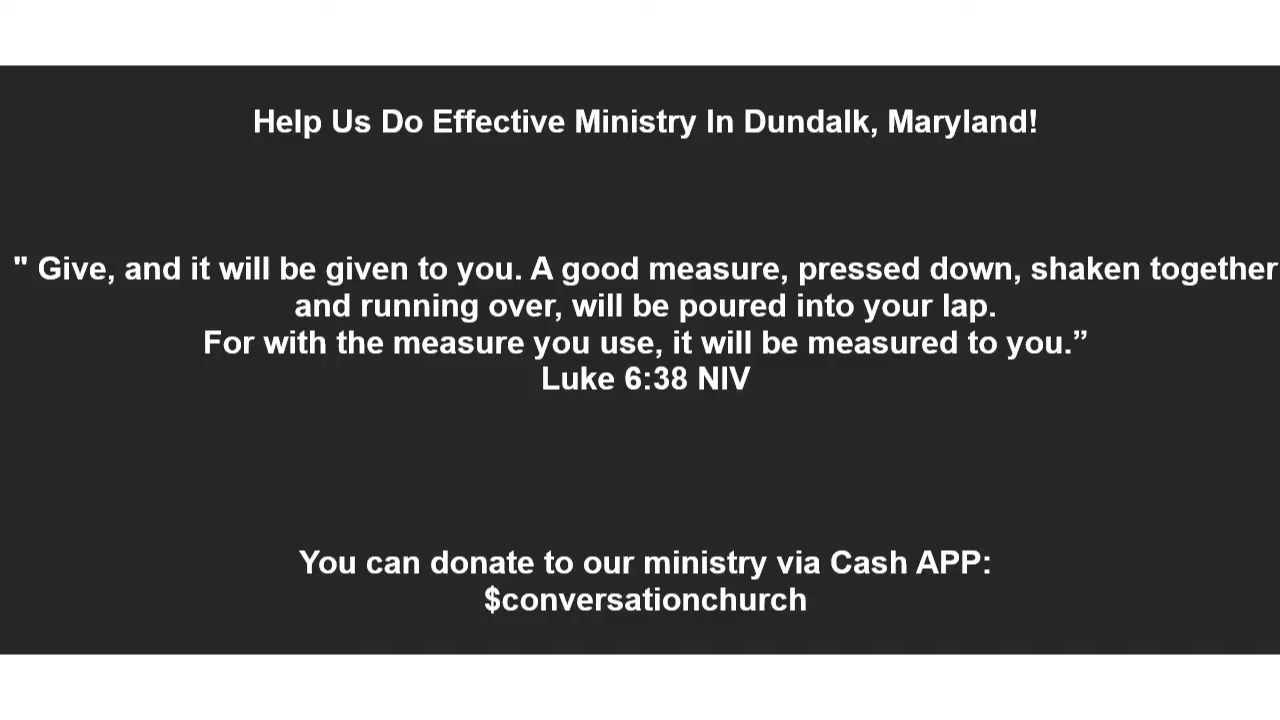 Help Us Do Effective Ministry In Dundalk, Maryland!
" Give, and it will be given to you. A good measure, pressed down, shaken together
and running over, will be poured into your lap.
For with the measure you use, it will be measured to you.”
Luke 6:38 NIV
You can donate to our ministry via Cash APP:
$conversationchurch